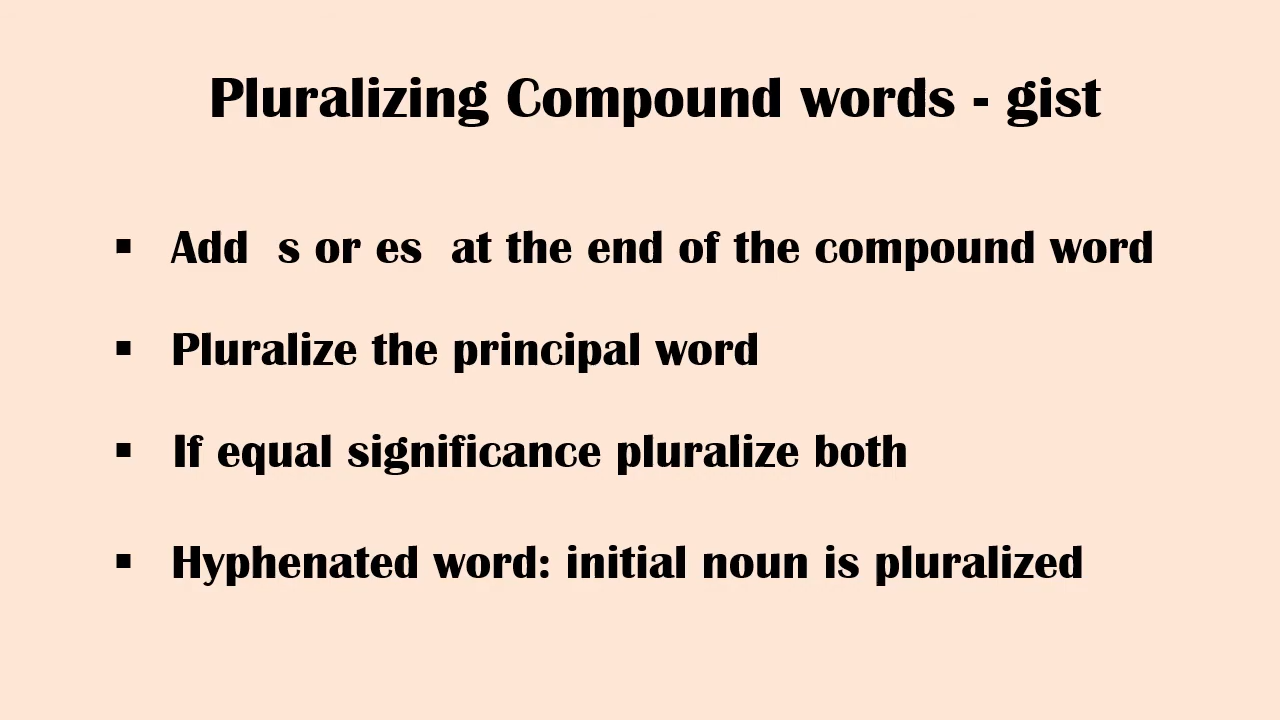 Pluralizing Compound words - gist
▪ Add s or es at the end of the compound word
▪ Pluralize the principal word
▪ If equal significance pluralize both
▪ Hyphenated word: initial noun is pluralized